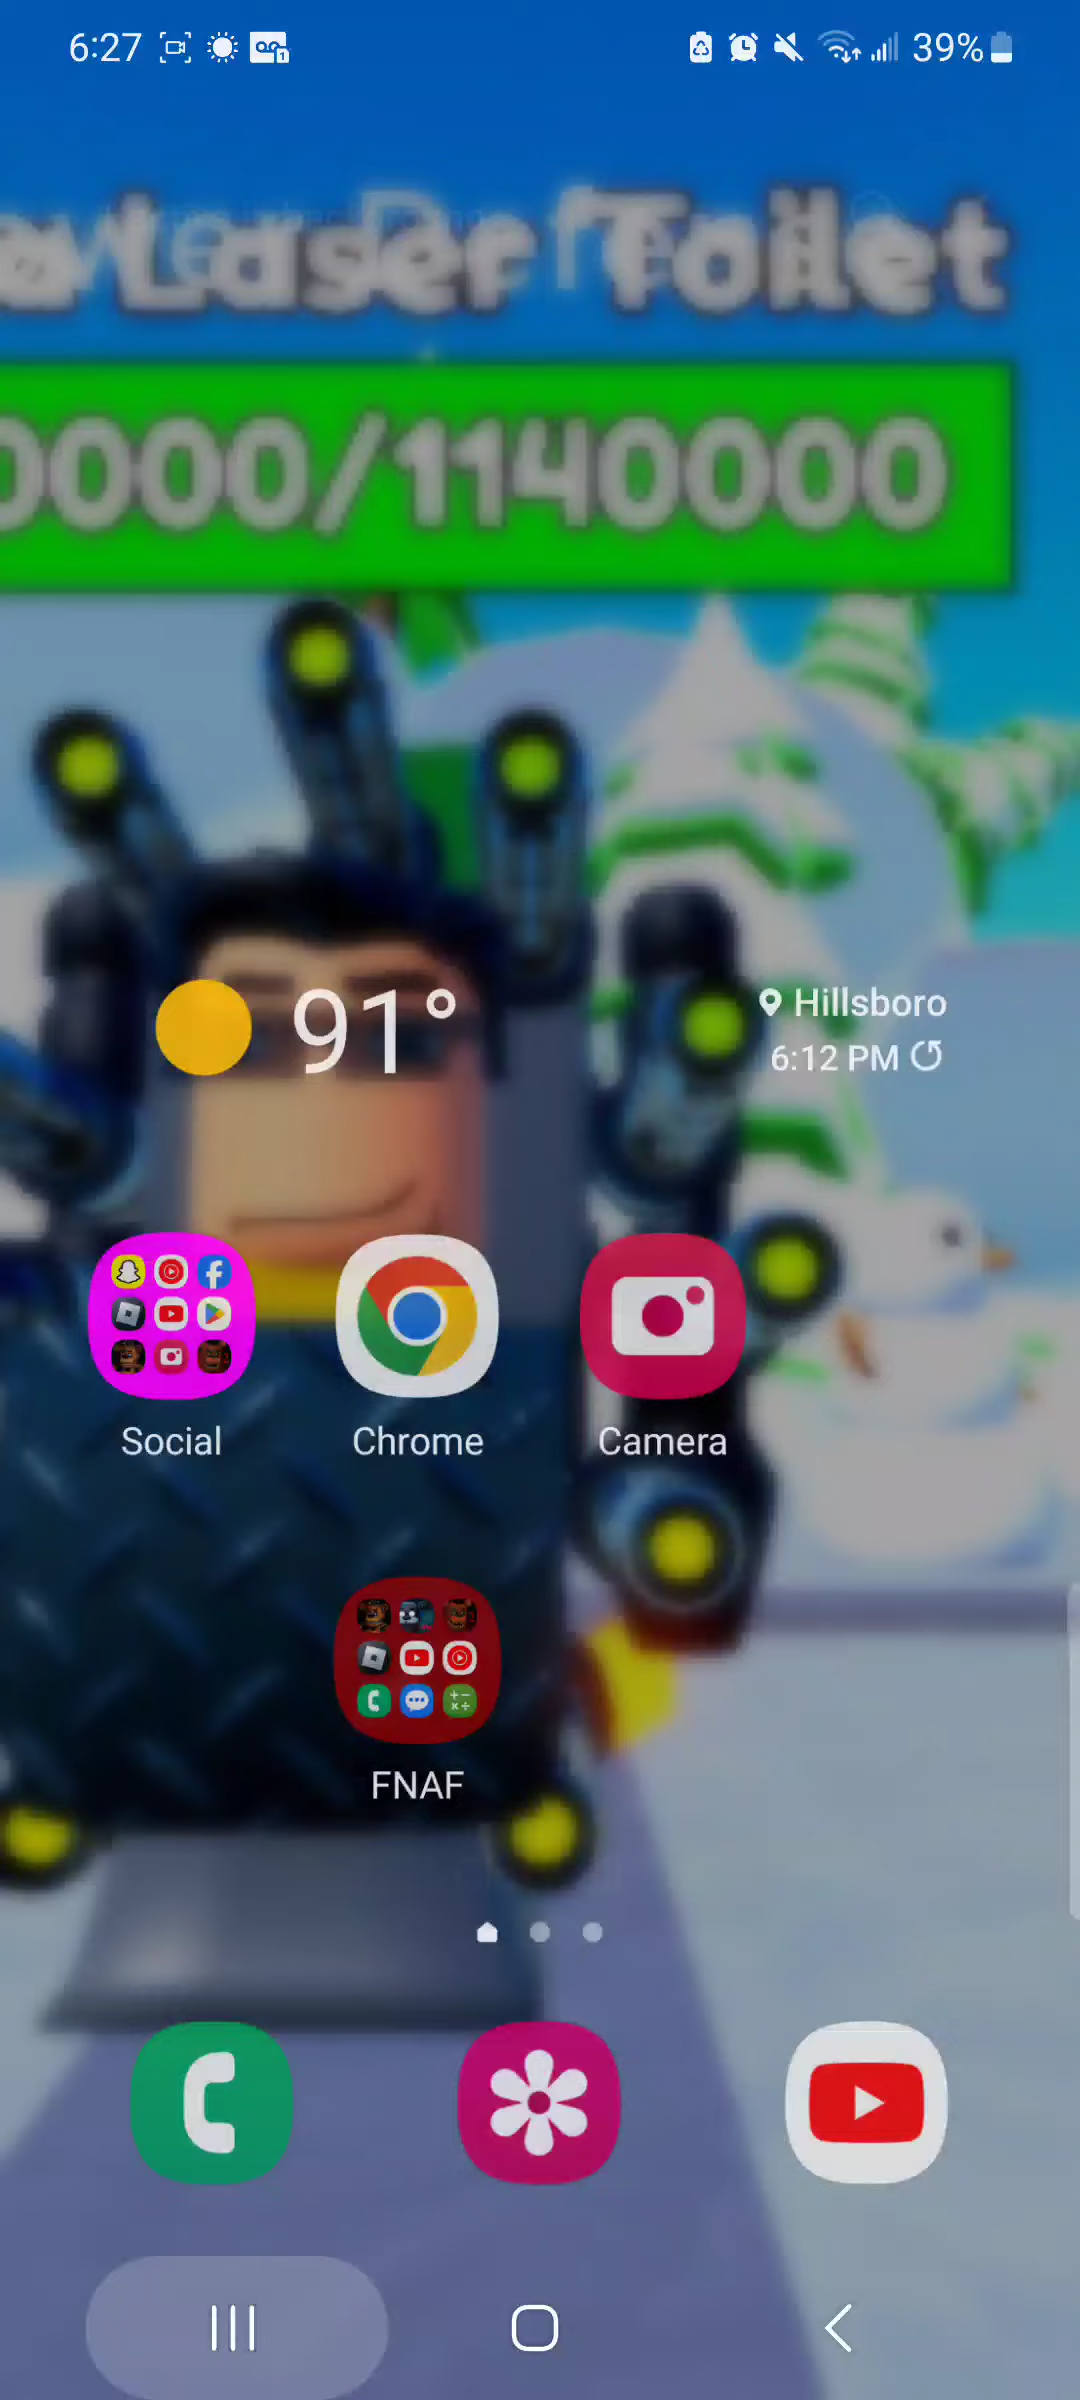 6:27
39%
Laser Toilet
0000/1140000
91°
Hillsboro
6:12 PM
Social
Chrome
Camera
FNAF